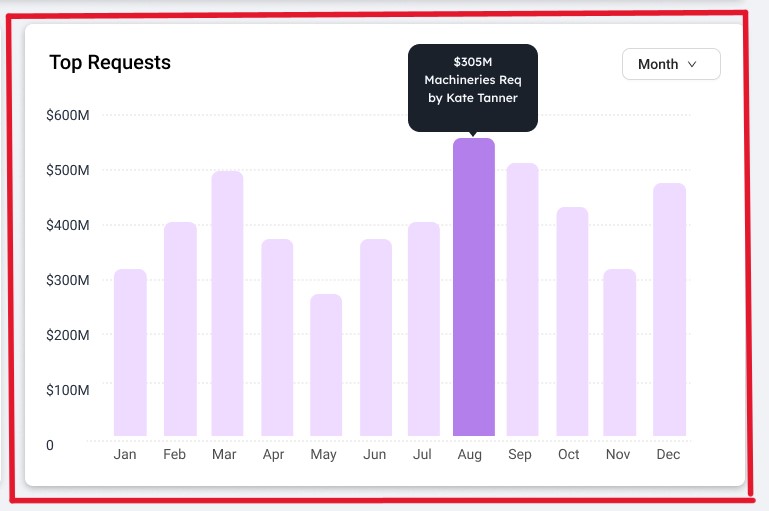 Top Requests
$305M
Machineries Req
by Kate Tanner
Month
$600M
$500M
$400M
$300M
$200M
$100M
0
Jan Feb Mar Apr May Jun Jul Aug Sep Oct Nov Dec